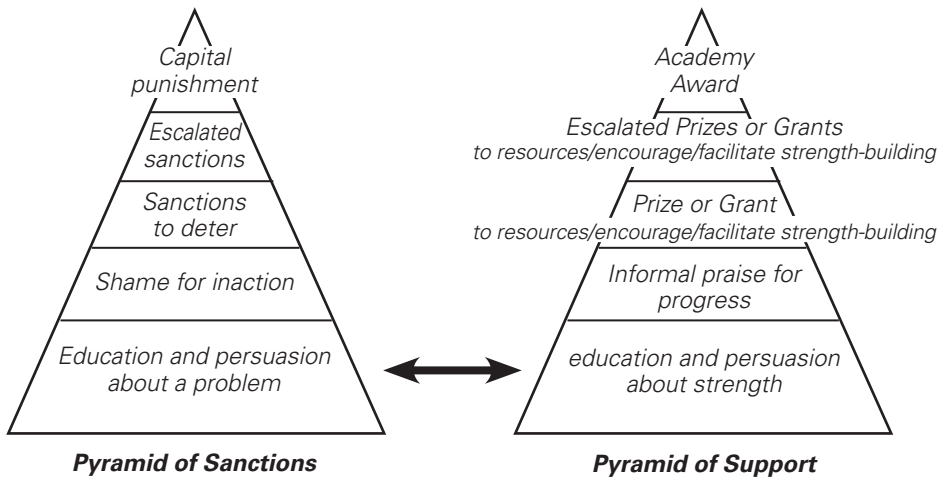 Capital
punishment
Escalated
sanctions
Sanctions
to deter
Shame for inaction
Education and persuasion
about a problem
Pyramid of Sanctions
Academy
Award
Escalated Prizes or Grants
to resources/encourage/facilitate strength-building
Prize or Grant
to resources/encourage/facilitate strength-building
Informal praise for
progress
education and persuasion
about strength
Pyramid of Support